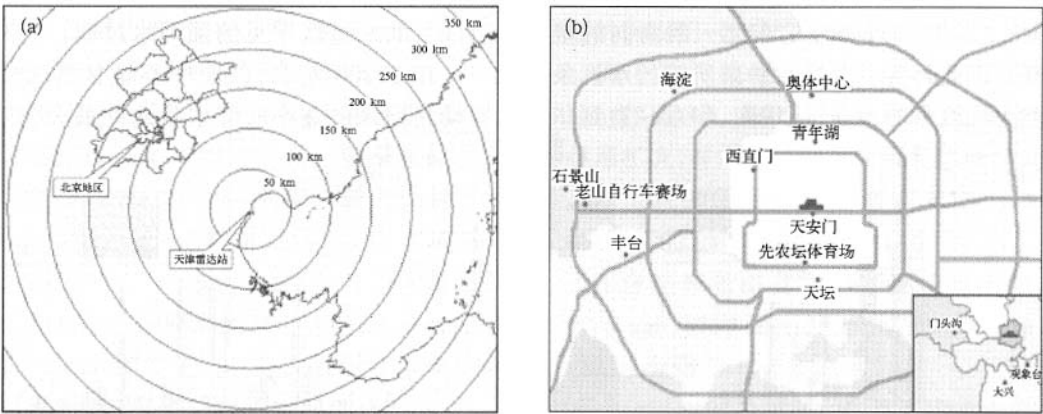 (a)
350 km
300 km
250 km
200 km
150 km
100 km
50 km
北京地区
天津雷达站
(b)
海淀
奥体中心
青年湖
西直门
石景山
老山自行车赛场
天安门
丰台
先农坛体育场
天坛
门头沟
观象台
大兴